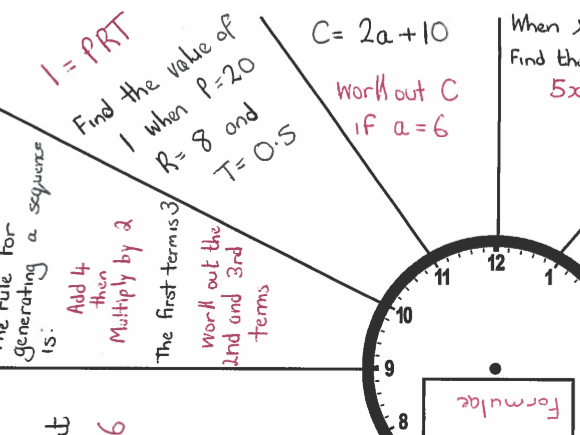 I = PRT
Find the value of
I when P=20
R= 8 and
T= 0.5
C= 2a+10
Work out C
if a=6
When
Find the
5x
The rule for
generating a sequence
is:
Add 4
then
Multiply by 2
The first term is 3
Work out the
2nd and 3rd
terms
11
12
1
10
9
8
Formulae
6